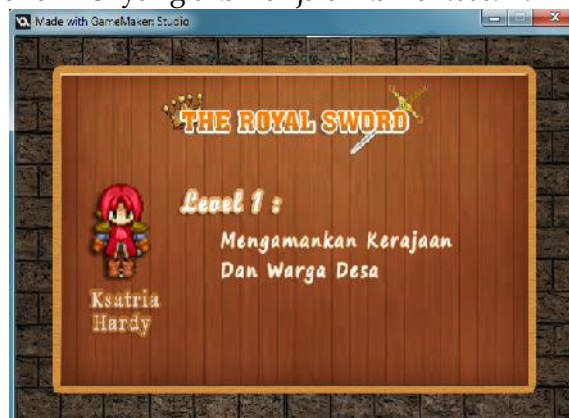 Made with GameMaker: Studio
THE ROYAL SWORD
Level 1 :
Mengamankan Kerajaan
Dan Warga Desa
Ksatria
Hardy